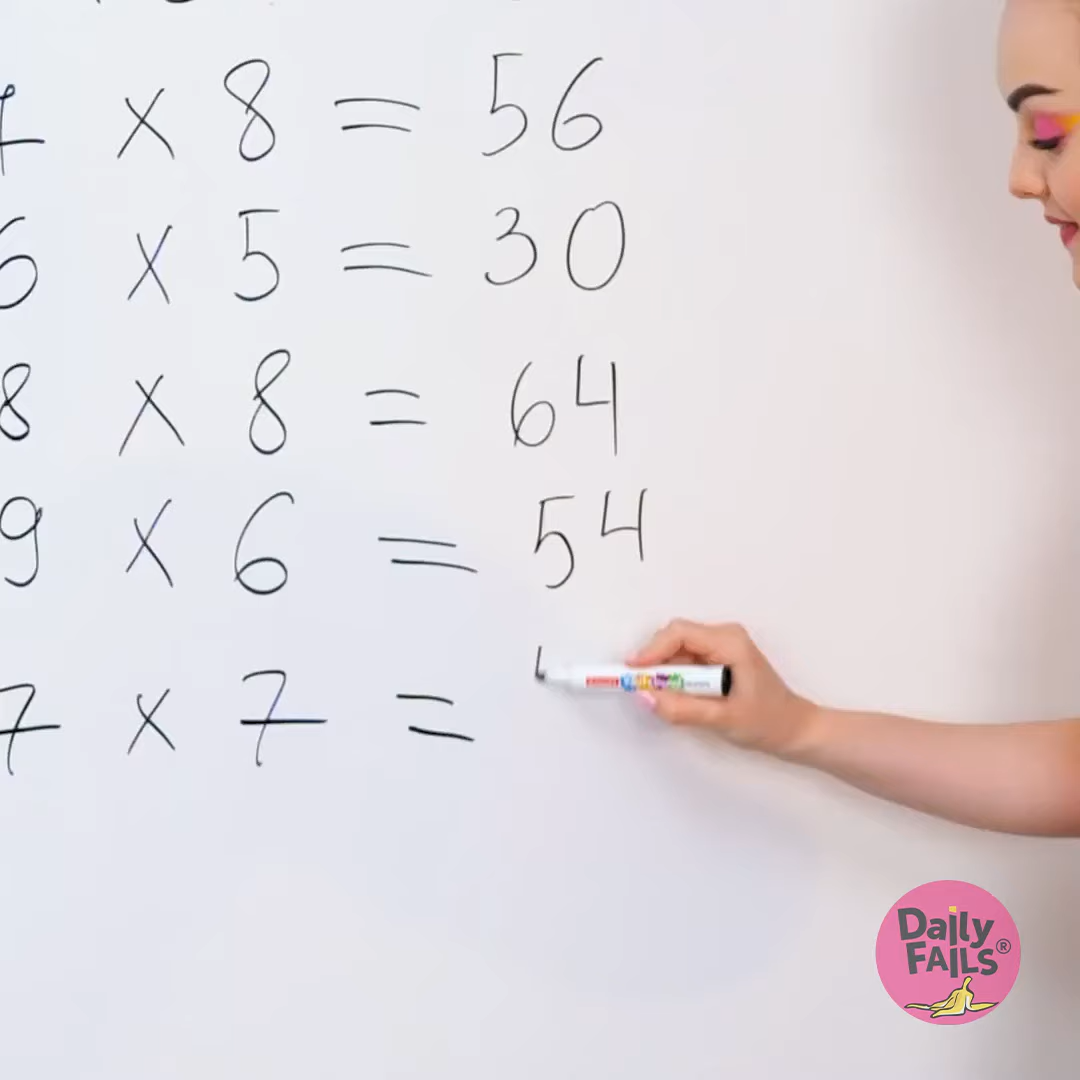 7 x 8 = 56
6 x 5 = 30
8 x 8 = 64
9 x 6 = 54
7 x 7 =
Daily
FAILS®